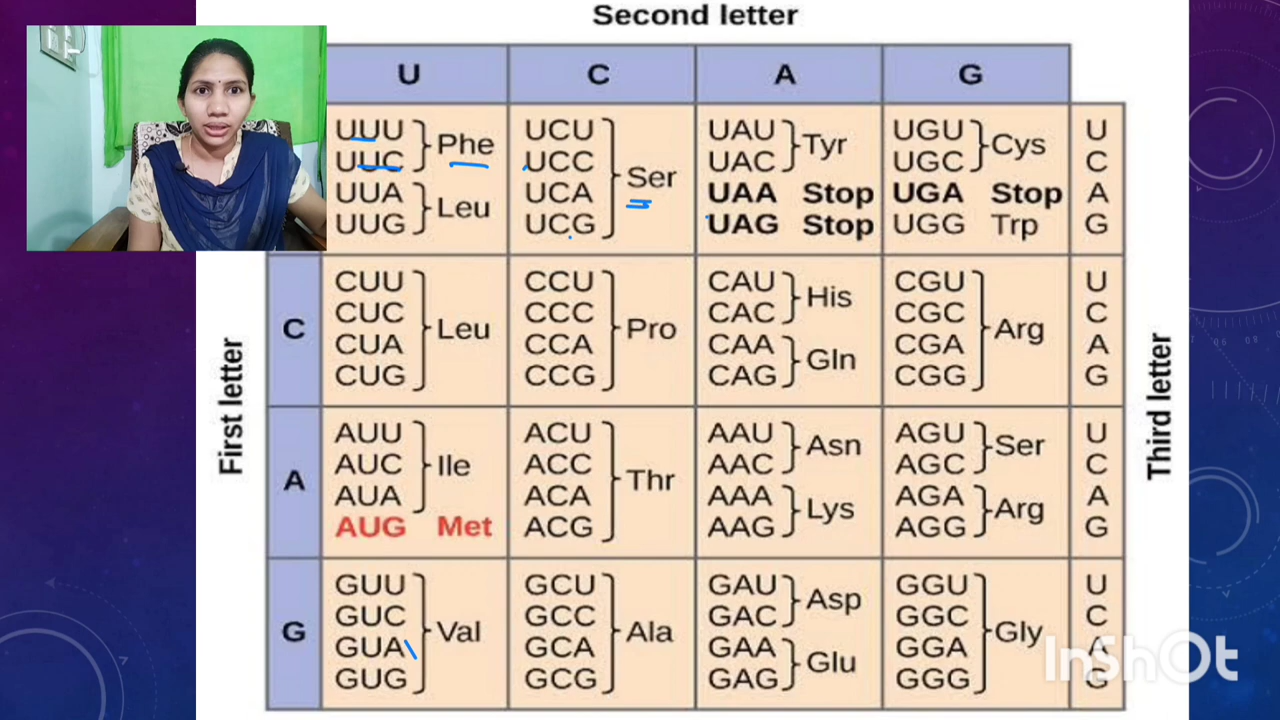 Second letter
U C A G
UUU UUC Phe UCU UCC UCA UCG Ser UAU UAC Tyr UGU UGC Cys U
UUA UUG Leu UAA Stop UGA Stop C
UAG Stop UGG Trp A
G
C CUU CUC CUA CUG Leu CCU CCC CCA CCG Pro CAU CAC His CGU CGC CGA CGG Arg U
CAA CAG Gln C
A
G
A AUU AUC AUA Ile ACU ACC ACA ACG Thr AAU AAC Asn AGU AGC Ser U
AUG Met AAA AAG Lys AGA AGG Arg C
A
G
G GUU GUC GUA GUG Val GCU GCC GCA GCG Ala GAU GAC Asp GGU GGC GGA GGG Gly U
GAA GAG Glu C
A
G
First letter
Third letter
InShOt